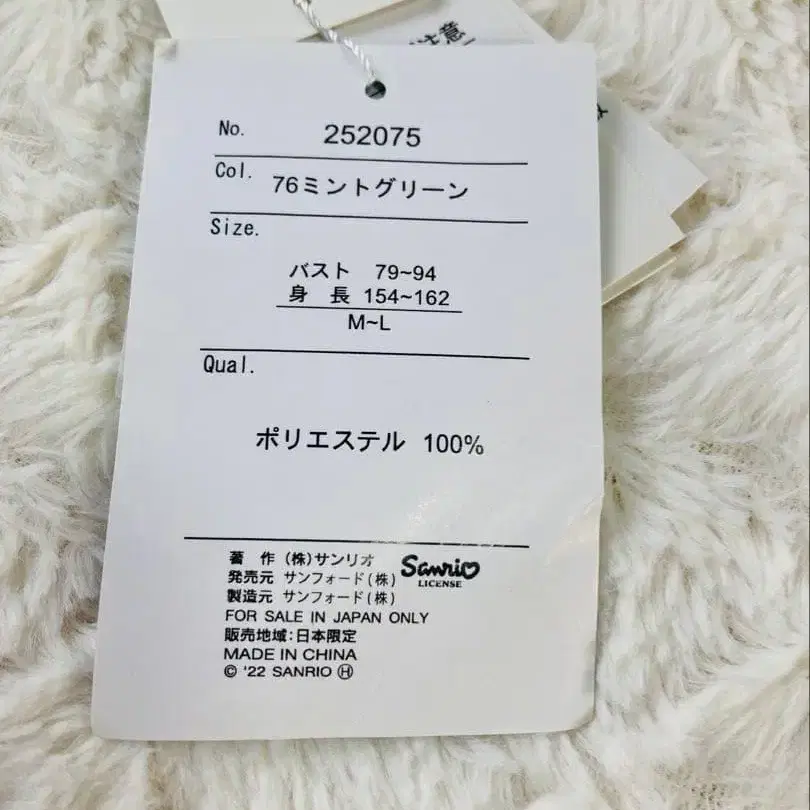 注意
No. 252075
Col. 76ミントグリーン
Size.
バスト 79~94
身 長 154~162
M~L
Qual.
ポリエステル 100%
著 作 (株)サンリオ
発売元 サンフォード(株)
製造元 サンフォード(株)
Sanrio
LICENSE
FOR SALE IN JAPAN ONLY
販売地域:日本限定
MADE IN CHINA
© '22 SANRIO Ⓗ